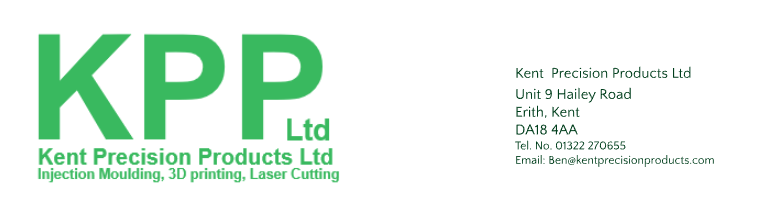 KPP Ltd
Kent Precision Products Ltd
Injection Moulding, 3D printing, Laser Cutting
Kent Precision Products Ltd
Unit 9 Hailey Road
Erith, Kent
DA18 4AA
Tel. No. 01322 270655
Email: Ben@kentprecisionproducts.com